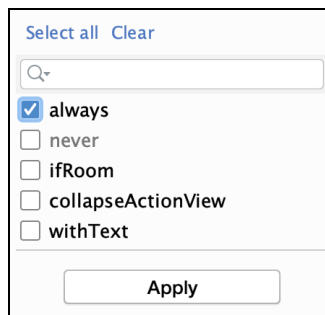 Select all Clear
always
never
ifRoom
collapseActionView
withText
Apply